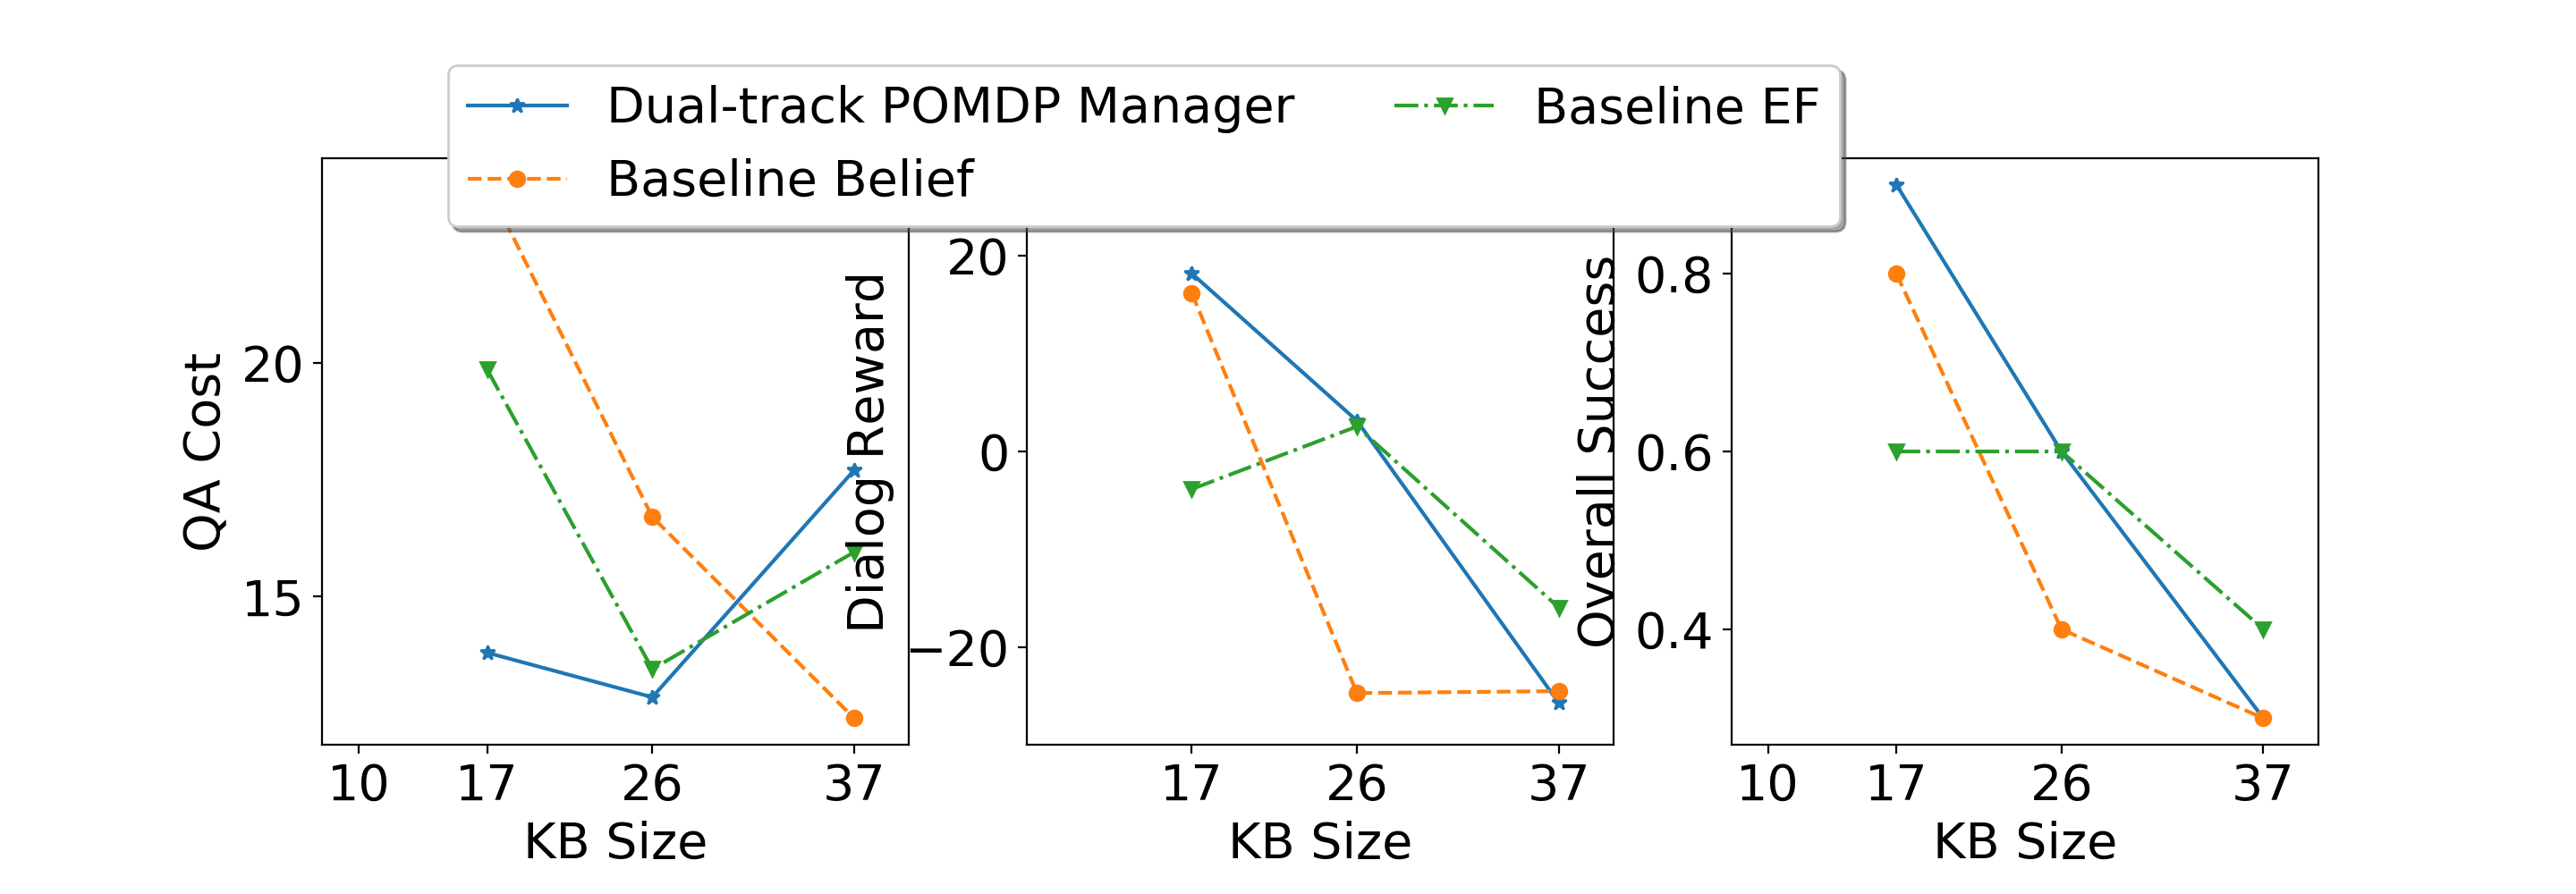 Dual-track POMDP Manager
Baseline Belief
Baseline EF
QA Cost
20
15
10 17 26 37
KB Size
Dialog Reward
20
0
−20
17 26 37
KB Size
Overall Success
0.8
0.6
0.4
10 17 26 37
KB Size